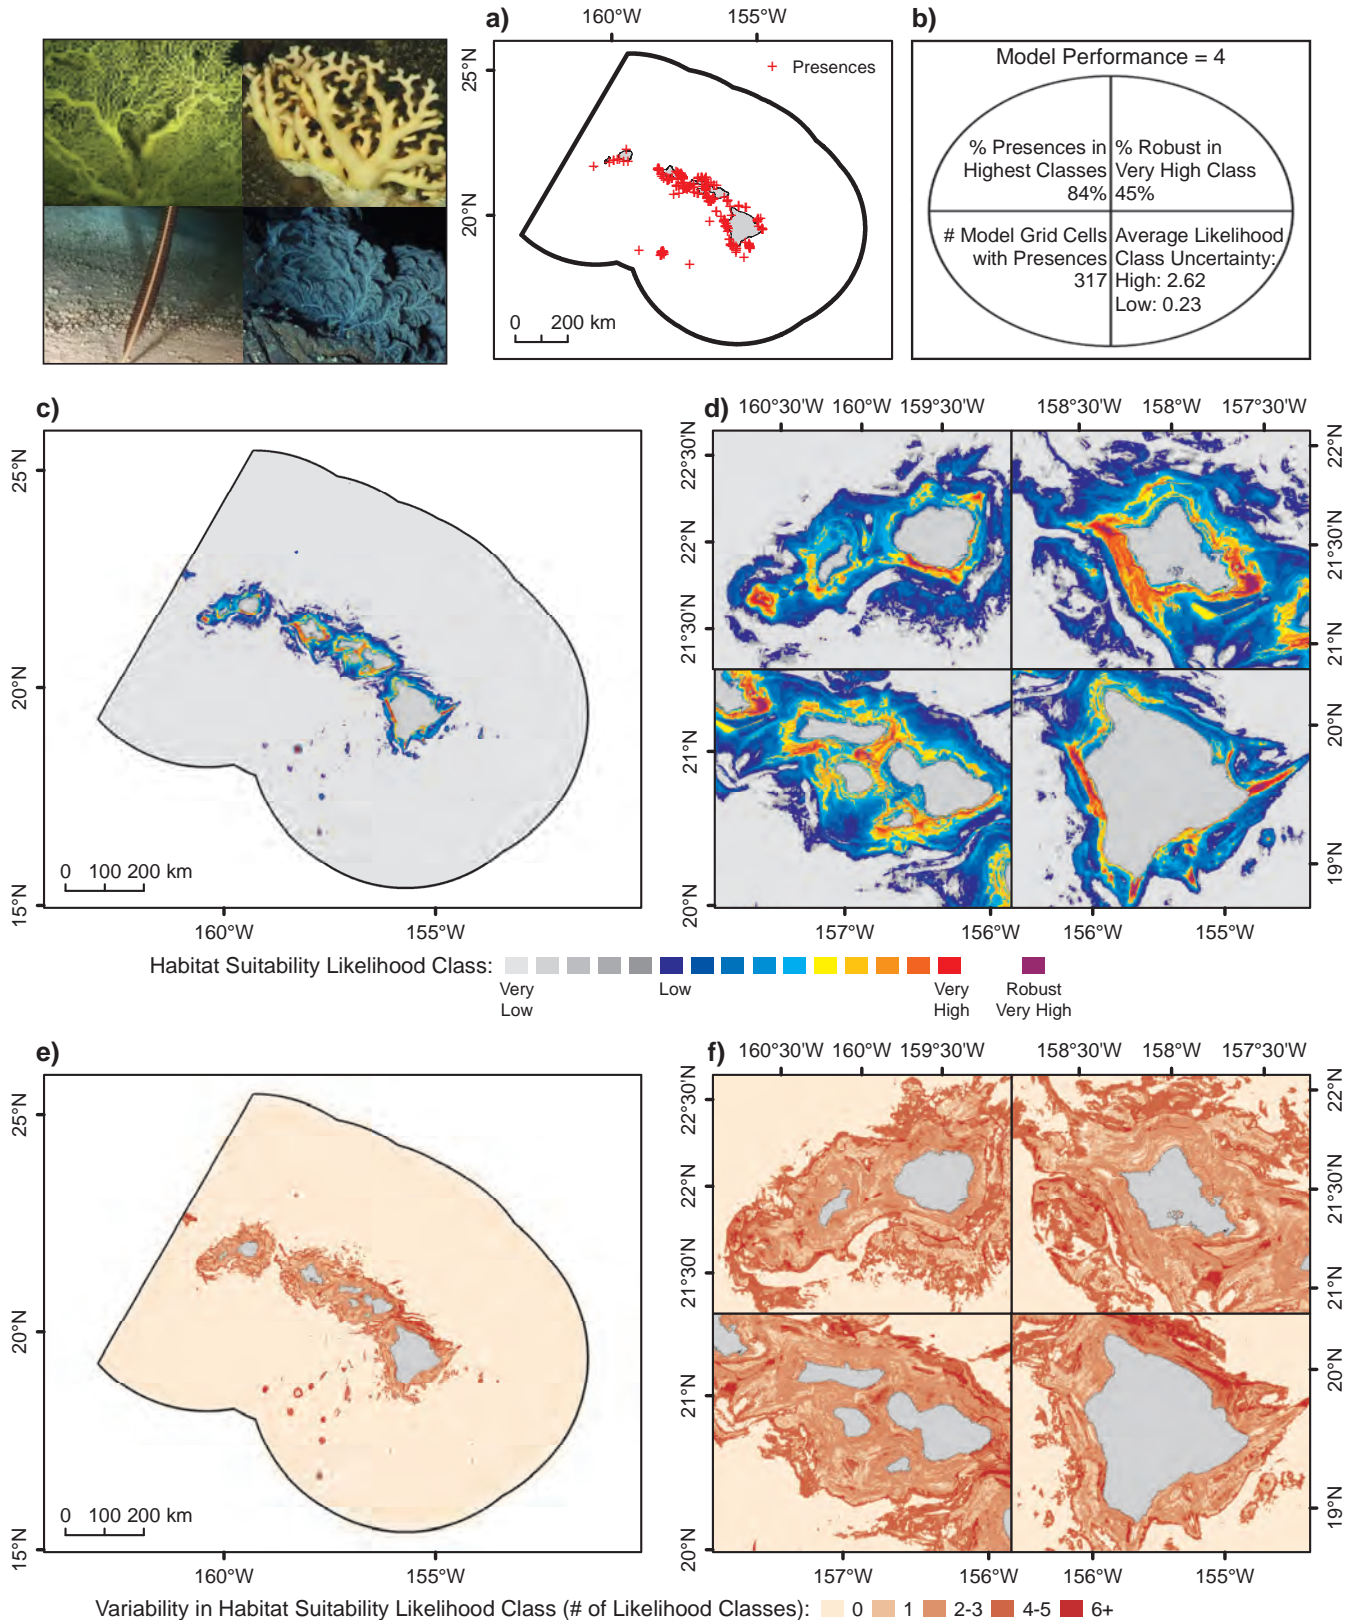 a)
160°W 155°W
25°N
20°N
+ Presences
0 200 km
b)
Model Performance = 4
% Presences in
Highest Classes
84%
% Robust in
Very High Class
45%
# Model Grid Cells
with Presences
317
Average Likelihood
Class Uncertainty:
High: 2.62
Low: 0.23
c)
25°N
20°N
15°N
0 100 200 km
160°W 155°W
d)
160°30'W 160°W 159°30'W 158°30'W 158°W 157°30'W
22°30'N
22°N
21°30'N
22°N
21°30'N
21°N
21°N
20°N
20°N
19°N
157°W 156°W 156°W 155°W
Habitat Suitability Likelihood Class:
Very
Low
Low
Very
High
Robust
Very High
e)
25°N
20°N
15°N
0 100 200 km
160°W 155°W
f)
160°30'W 160°W 159°30'W 158°30'W 158°W 157°30'W
22°30'N
22°N
21°30'N
22°N
21°30'N
21°N
21°N
20°N
20°N
19°N
157°W 156°W 156°W 155°W
Variability in Habitat Suitability Likelihood Class (# of Likelihood Classes): 0 1 2-3 4-5 6+